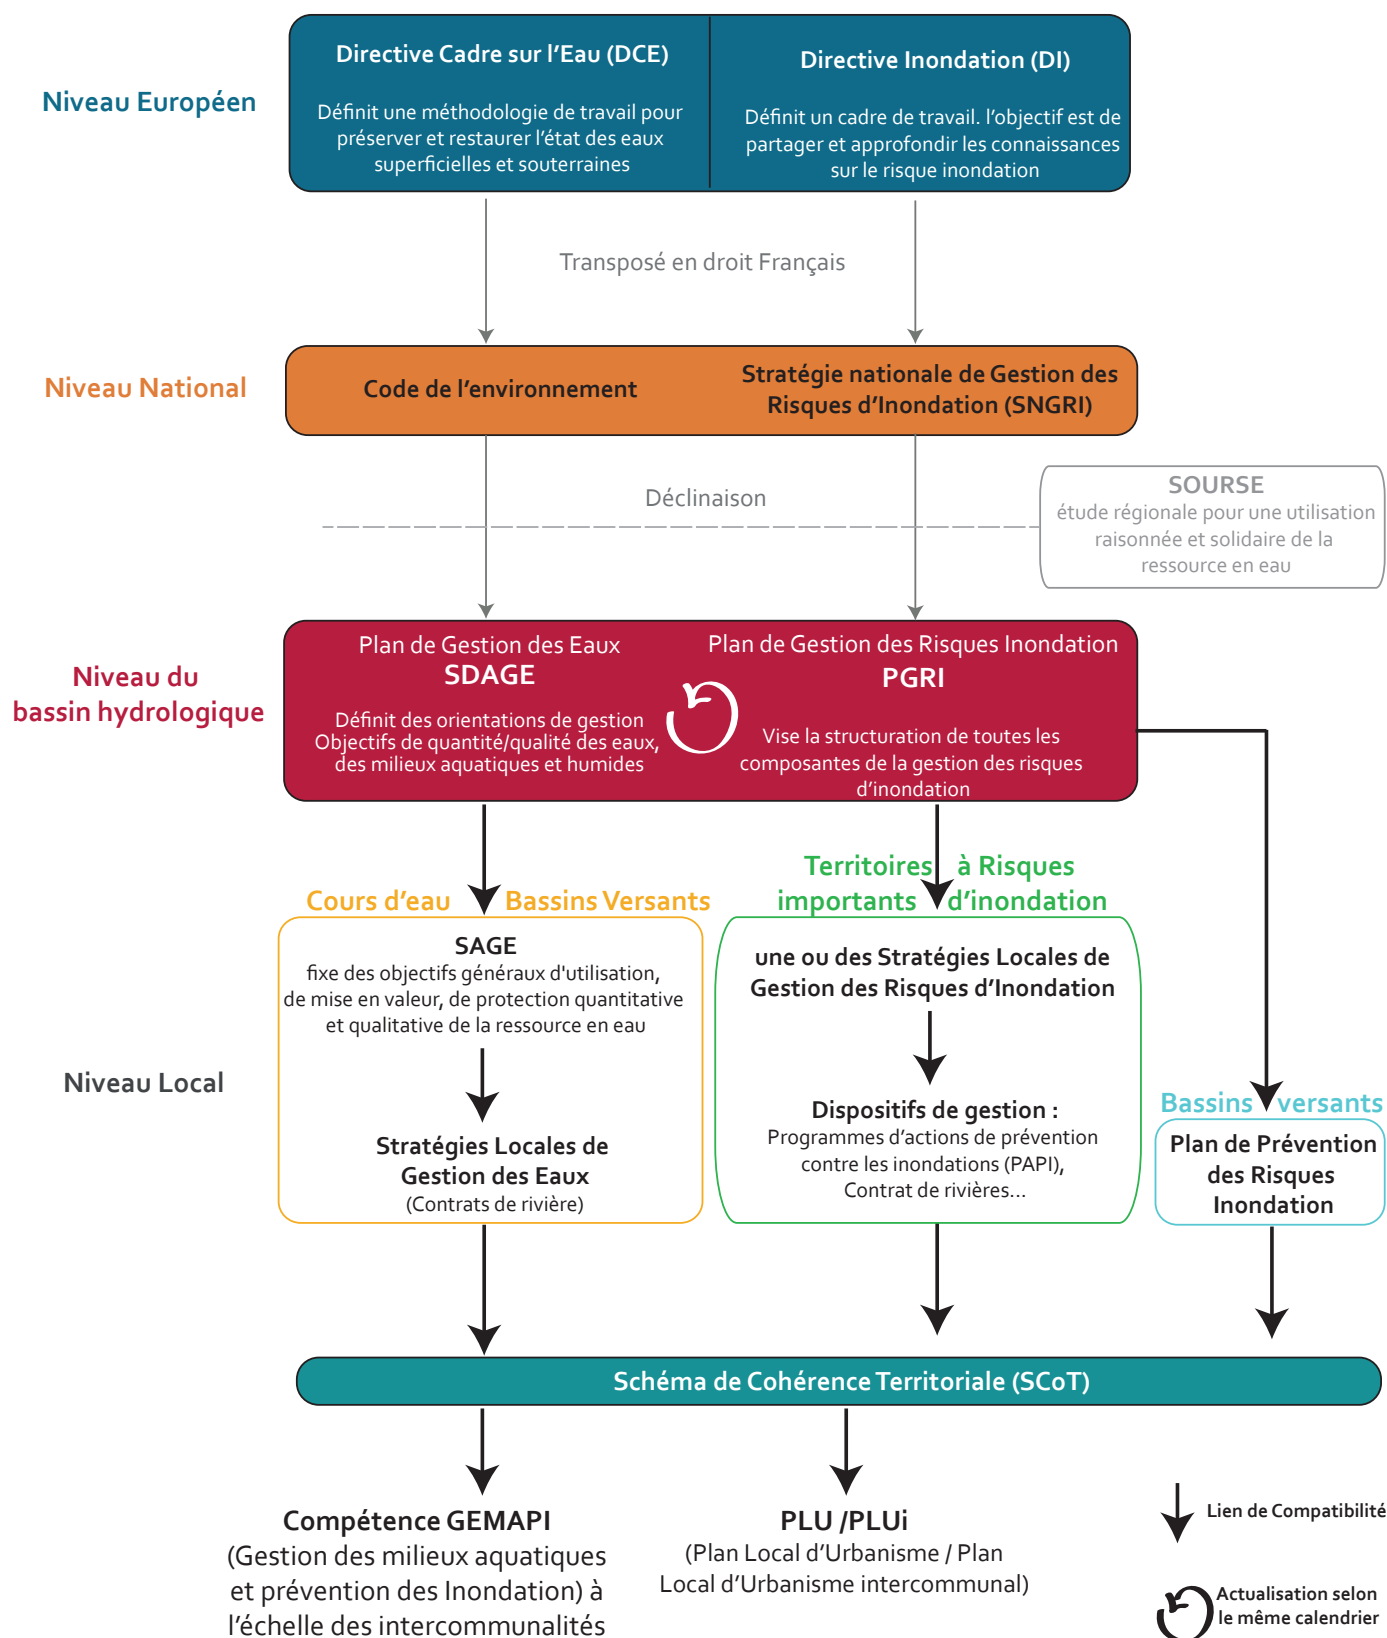 Niveau Européen
Directive Cadre sur l'Eau (DCE)
Définit une méthodologie de travail pour
préserver et restaurer l'état des eaux
superficielles et souterraines
Directive Inondation (DI)
Définit un cadre de travail. l'objectif est de
partager et approfondir les connaissances
sur le risque inondation
Transposé en droit Français
Niveau National
Code de l'environnement
Stratégie nationale de Gestion des
Risques d'Inondation (SNGRI)
Déclinaison
SOURSE
étude régionale pour une utilisation
raisonnée et solidaire de la
ressource en eau
Niveau du
bassin hydrologique
Plan de Gestion des Eaux
SDAGE
Définit des orientations de gestion
Objectifs de quantité/qualité des eaux,
des milieux aquatiques et humides
Plan de Gestion des Risques Inondation
PGRI
Vise la structuration de toutes les
composantes de la gestion des risques
d'inondation
Niveau Local
Cours d'eau Bassins Versants
SAGE
fixe des objectifs généraux d'utilisation,
de mise en valeur, de protection quantitative
et qualitative de la ressource en eau
Stratégies Locales de
Gestion des Eaux
(Contrats de rivière)
Territoires à Risques
importants d'inondation
une ou des Stratégies Locales de
Gestion des Risques d'Inondation
Dispositifs de gestion :
Programmes d'actions de prévention
contre les inondations (PAPI),
Contrat de rivières...
Bassins versants
Plan de Prévention
des Risques
Inondation
Schéma de Cohérence Territoriale (SCoT)
Compétence GEMAPI
(Gestion des milieux aquatiques
et prévention des Inondation) à
l'échelle des intercommunalités
PLU /PLUi
(Plan Local d'Urbanisme / Plan
Local d'Urbanisme intercommunal)
Lien de Compatibilité
Actualisation selon
le même calendrier